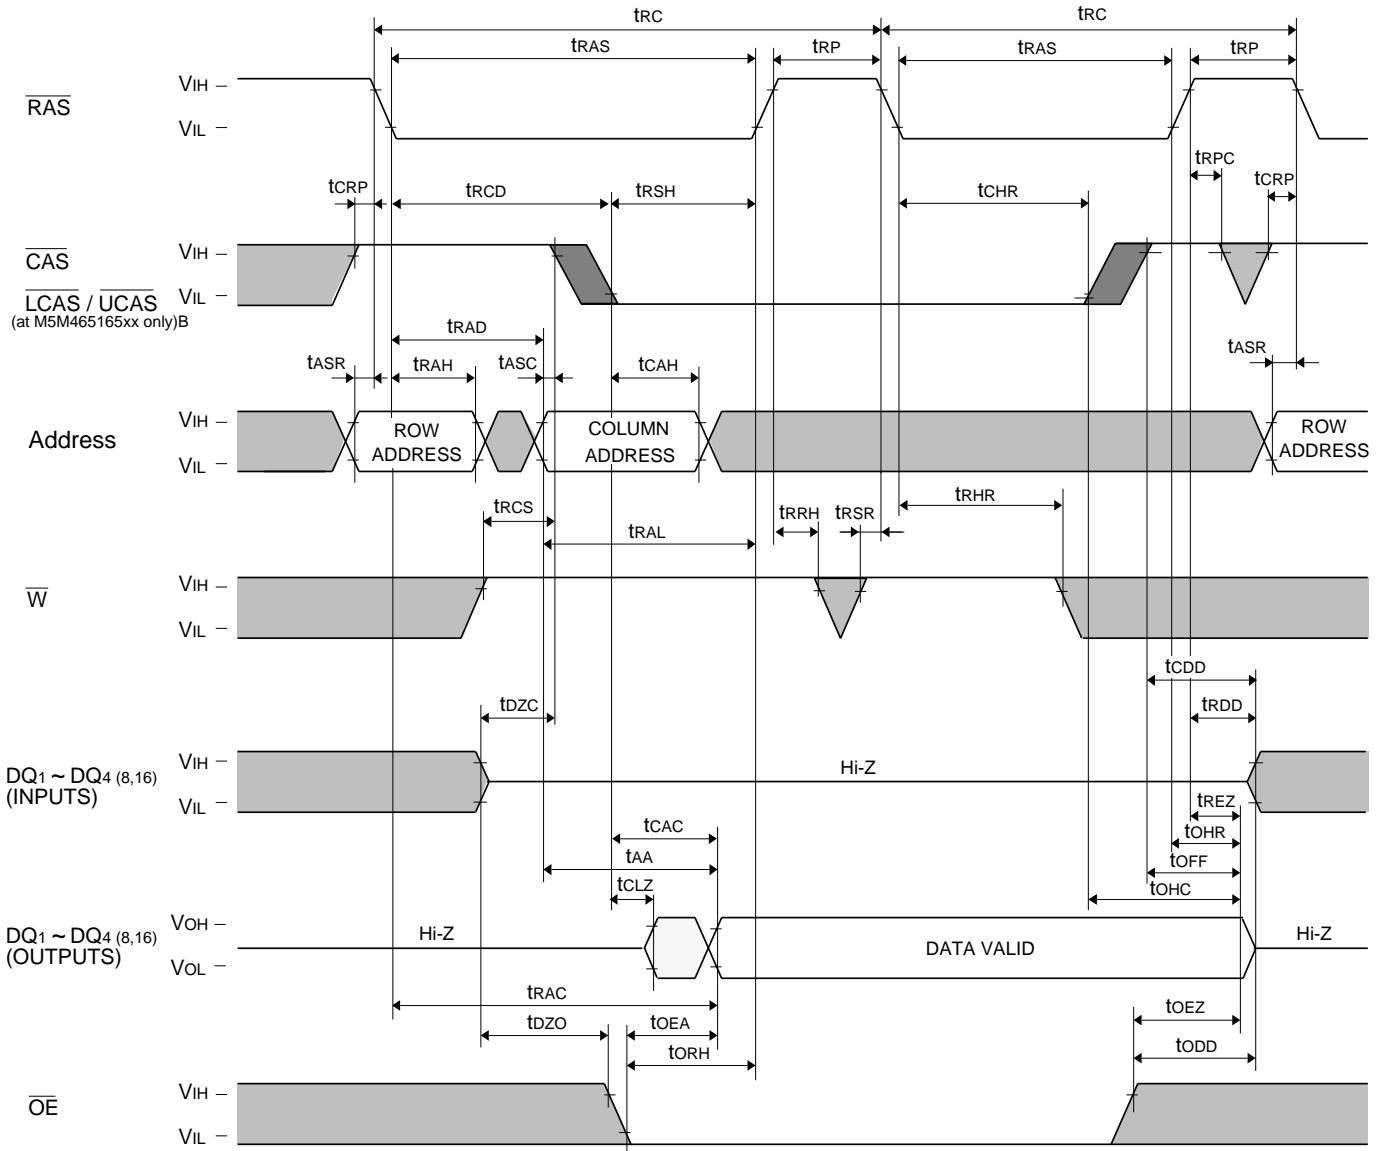 tRC tRC
tRAS tRP tRAS tRP
RAS
VIH
VIL
tCRP tRCD tRSH tCHR tRPC tCRP
CAS
LCAS / UCAS
(at M5M465165xx only)B
VIH
VIL
tRAD
tASR tRAH tASC tCAH tASR
Address
VIH
VIL
ROW
ADDRESS
COLUMN
ADDRESS
ROW
ADDRESS
tRCS tRRH tRSR tRHR
tRAL
W
VIH
VIL
tCDD
tDZC tRDD
DQ1 ~ DQ4 (8,16)
(INPUTS)
VIH
VIL
Hi-Z
tREZ
tCAC tOHR
tAA tOFF
tCLZ tOHC
DQ1 ~ DQ4 (8,16)
(OUTPUTS)
VOH
VOL
Hi-Z DATA VALID Hi-Z
tRAC
tDZO tOEA tOEZ
tORH tODD
OE
VIH
VIL